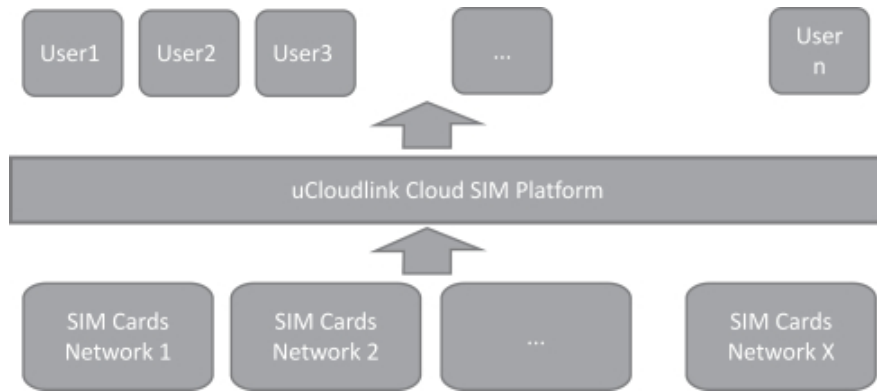 User1
User2
User3
...
User
n
uCloudlink Cloud SIM Platform
SIM Cards
Network 1
SIM Cards
Network 2
...
SIM Cards
Network X